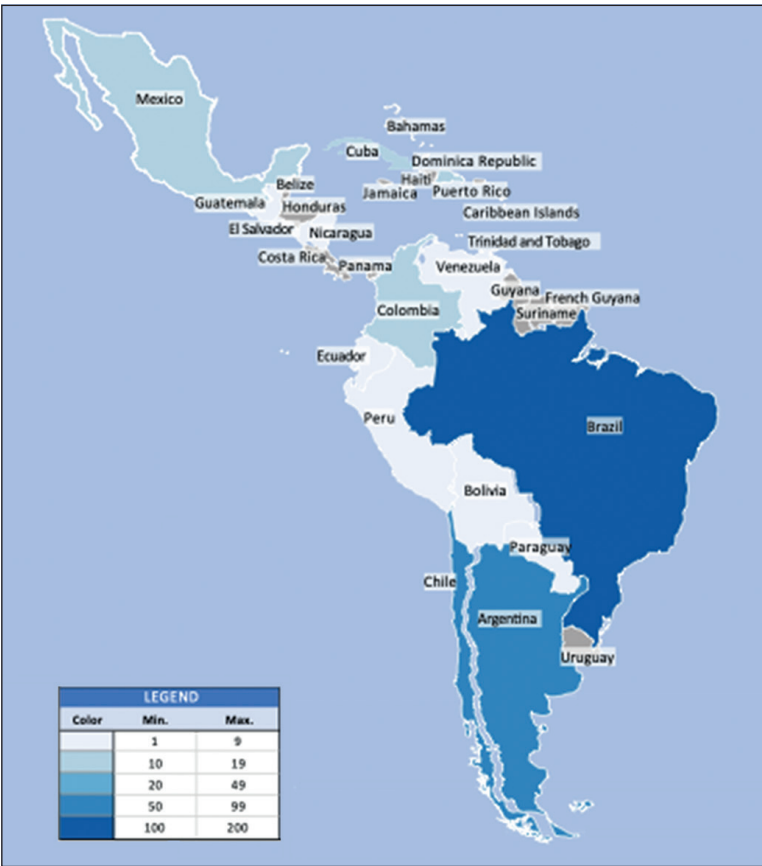 Mexico
Bahamas
Cuba
Dominica Republic
Haiti
Jamaica
Puerto Rico
Belize
Guatemala
Honduras
Caribbean Islands
El Salvador
Nicaragua
Trinidad and Tobago
Costa Rica
Panama
Venezuela
Guyana
French Guyana
Suriname
Colombia
Ecuador
Peru
Brazil
Bolivia
Paraguay
Chile
Argentina
Uruguay
LEGEND
Color Min. Max.
1 9
10 19
20 49
50 99
100 200